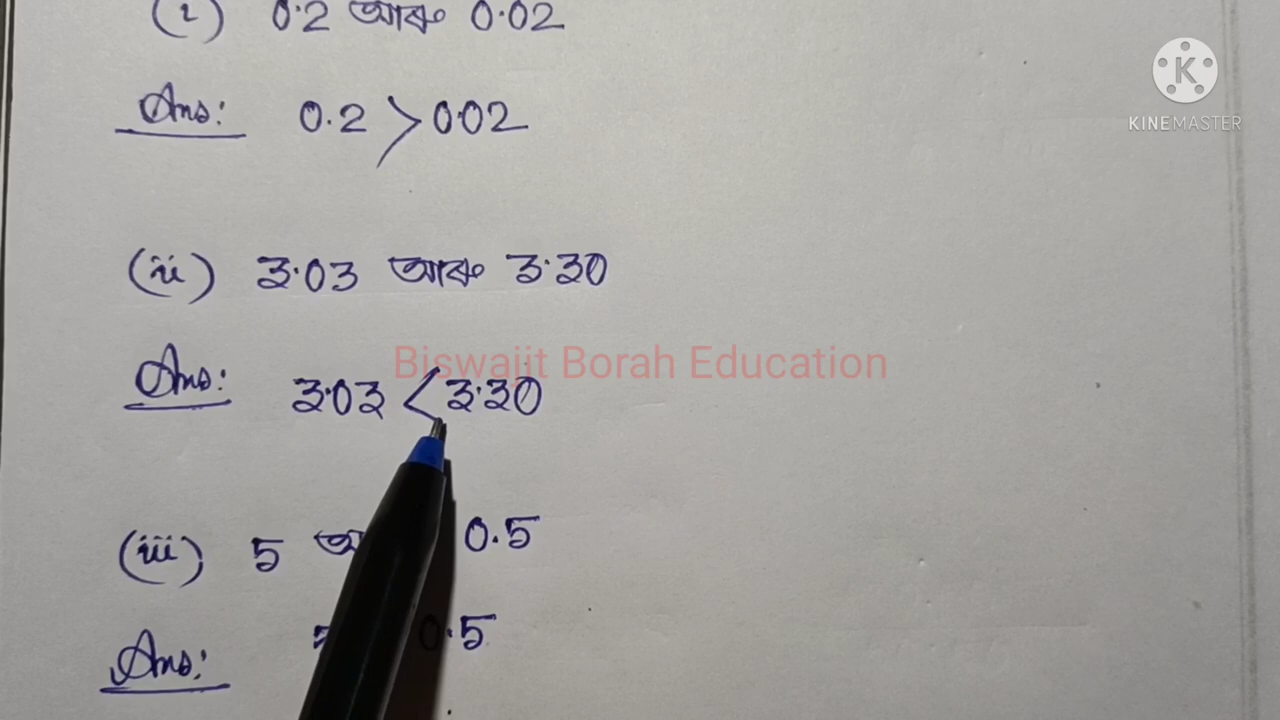 (i) 0.2 আৰু 0.02
KINEMASTER
Ans: 0.2 > 0.02
(ii) 3.03 আৰু 3.30
Biswajit Borah Education
Ans: 3.03 < 3.30
(iii) 5 0.5
Ans: 0.5